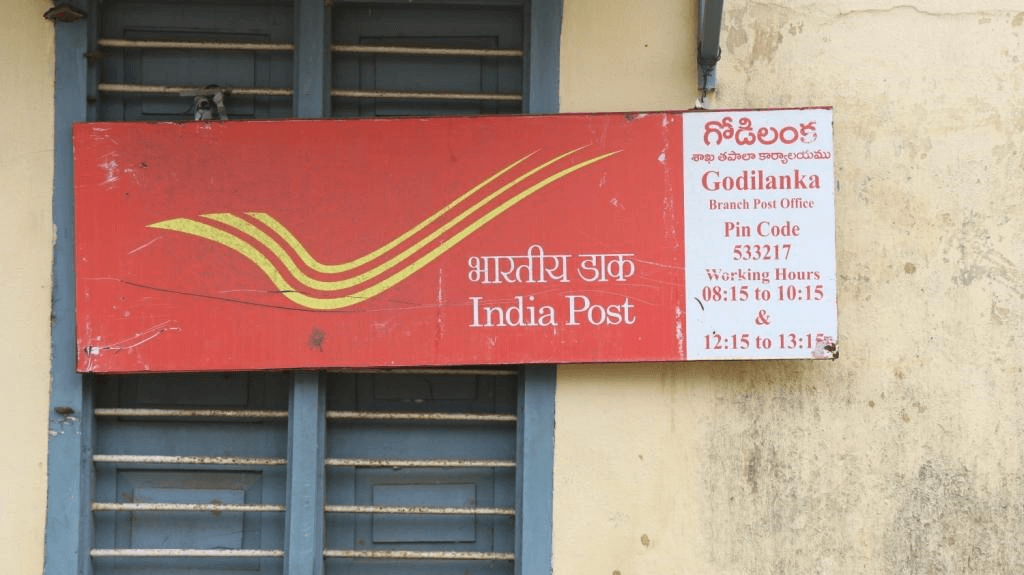 भारतीय डाक
India Post
గోడిలంక
శాఖ తపాలా కార్యాలయము
Godilanka
Branch Post Office
Pin Code
533217
Working Hours
08:15 to 10:15
&
12:15 to 13:15